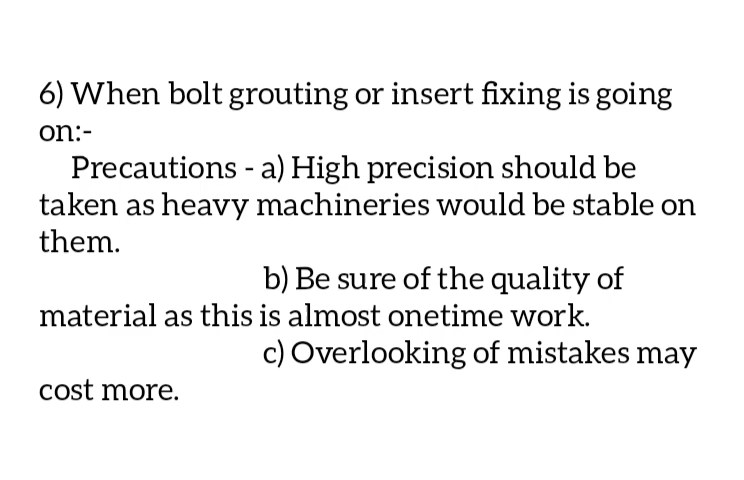 6) When bolt grouting or insert fixing is going
on:-
Precautions - a) High precision should be
taken as heavy machineries would be stable on
them.
b) Be sure of the quality of
material as this is almost onetime work.
c) Overlooking of mistakes may
cost more.